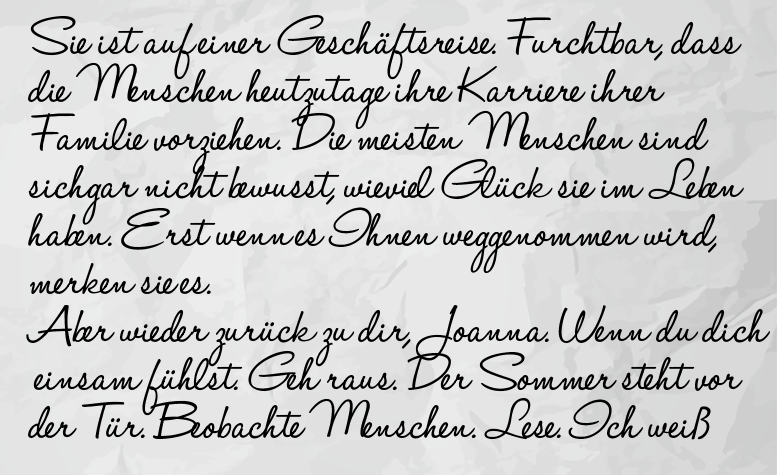 Sie ist auf einer Geschäftsreise. Furchtbar, dass
die Menschen heutzutage ihre Karriere ihrer
Familie vorziehen. Die meisten Menschen sind
sich gar nicht bewusst, wieviel Glück sie im Leben
haben. Erst wenn es Ihnen weggenommen wird,
merken sie es.
Aber wieder zurück zu dir, Joanna. Wenn du dich
einsam fühlst. Geh raus. Der Sommer steht vor
der Tür. Beobachte Menschen. Lese. Ich weiß